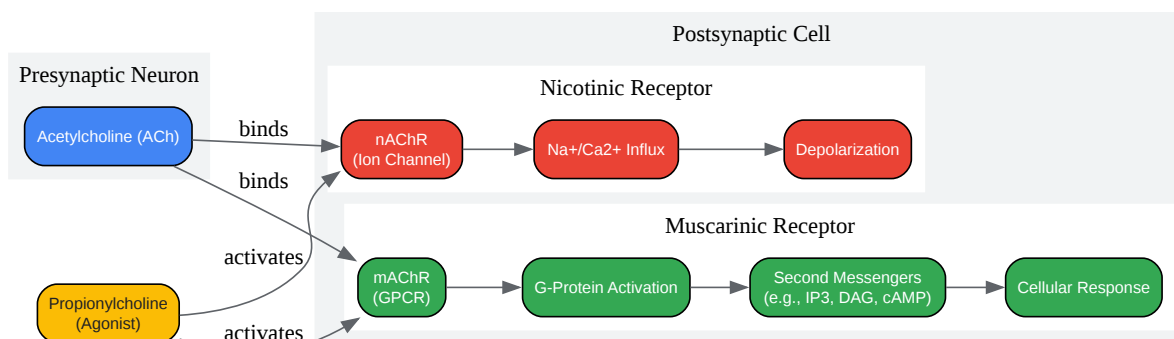 Postsynaptic Cell
Presynaptic Neuron
Nicotinic Receptor
Acetylcholine (ACh)
binds
nAChR
(Ion Channel)
Na+/Ca2+ Influx
Depolarization
binds
Muscarinic Receptor
activates
mAChR
(GPCR)
G-Protein Activation
Second Messengers
(e.g., IP3, DAG, cAMP)
Cellular Response
Propionylcholine
(Agonist)
activates